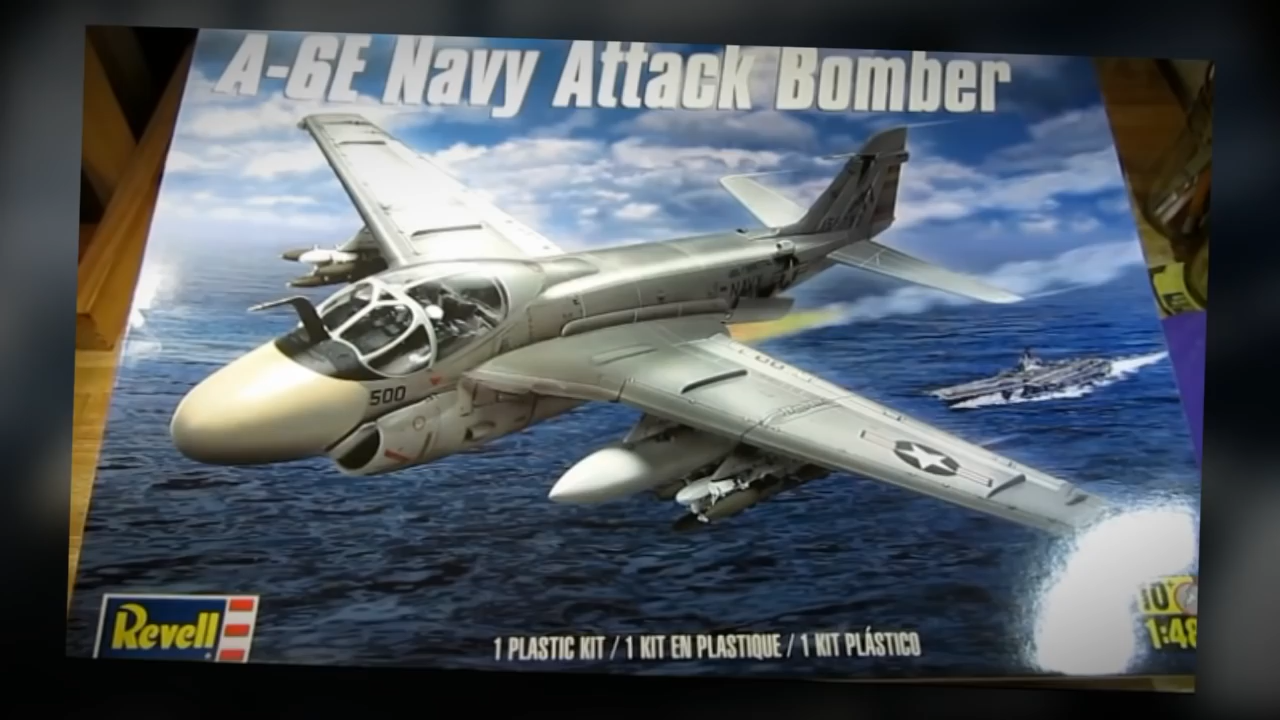 A-6E Navy Attack Bomber
NAVY
500
Revell
1 PLASTIC KIT / 1 KIT EN PLASTIQUE / 1 KIT PLÁSTICO
10
1:48